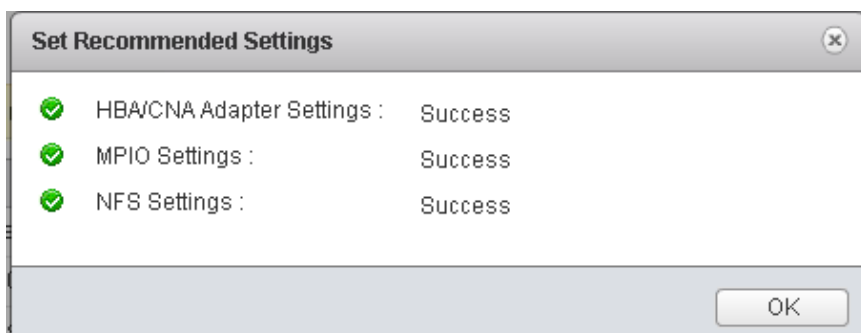 Set Recommended Settings
HBA/CNA Adapter Settings : Success
MPIO Settings : Success
NFS Settings : Success
OK